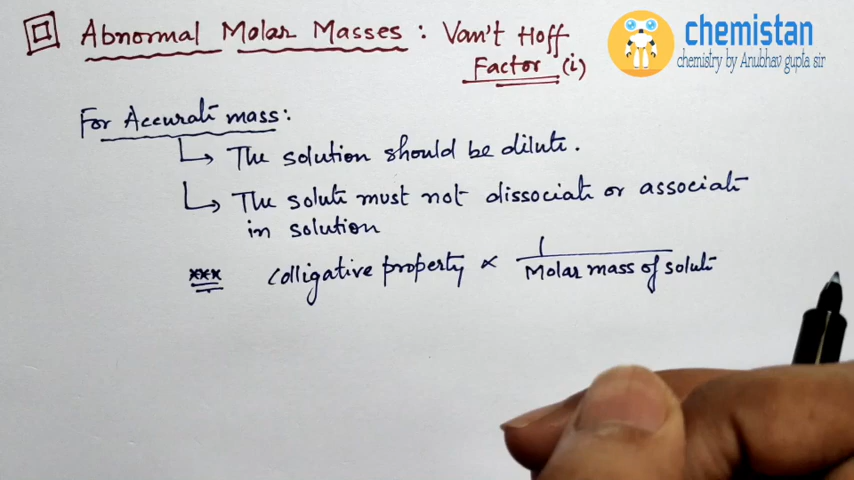 Abnormal Molar Masses : Van't Hoff
Factor (i)
chemistan
chemistry by Anubhav gupta sir
For Accurate mass:
The solution should be dilute.
The solute must not dissociate or associate
in solution
*** Colligative property ∝ 1
Molar mass of solute